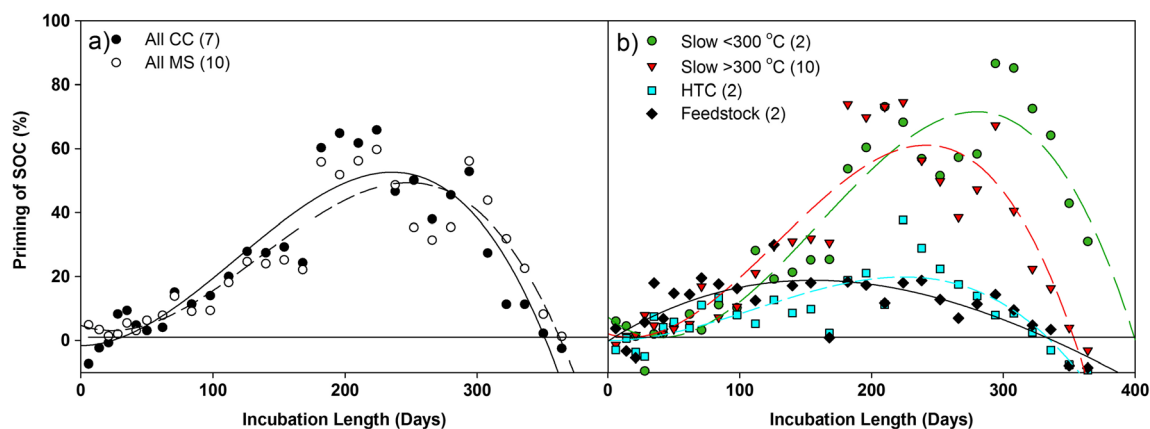 a)
All CC (7)
All MS (10)
b)
Slow <300 °C (2)
Slow >300 °C (10)
HTC (2)
Feedstock (2)
Priming of SOC (%)
100
80
60
40
20
0
0 100 200 300
0 100 200 300 400
Incubation Length (Days)
Incubation Length (Days)